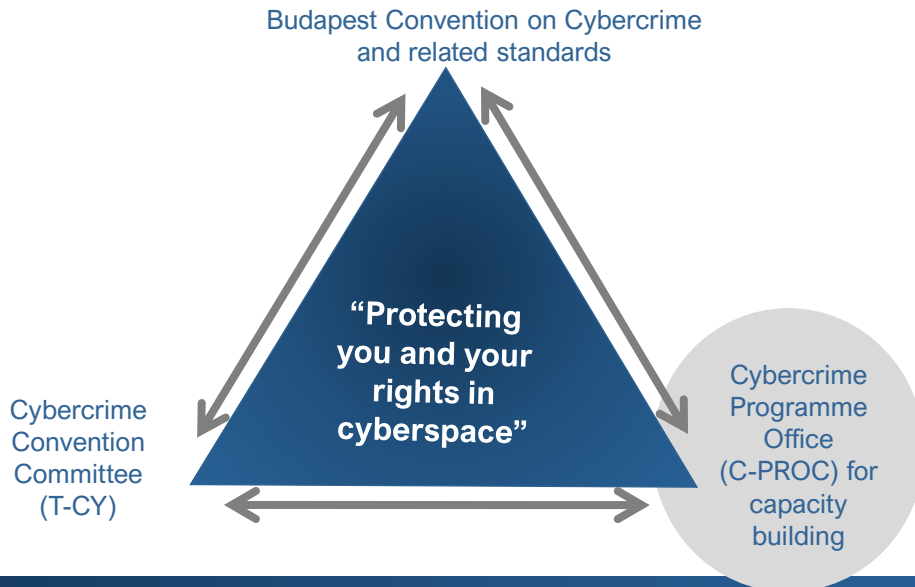 Budapest Convention on Cybercrime
and related standards
“Protecting
you and your
rights in
cyberspace”
Cybercrime
Convention
Committee
(T-CY)
Cybercrime
Programme
Office
(C-PROC) for
capacity
building